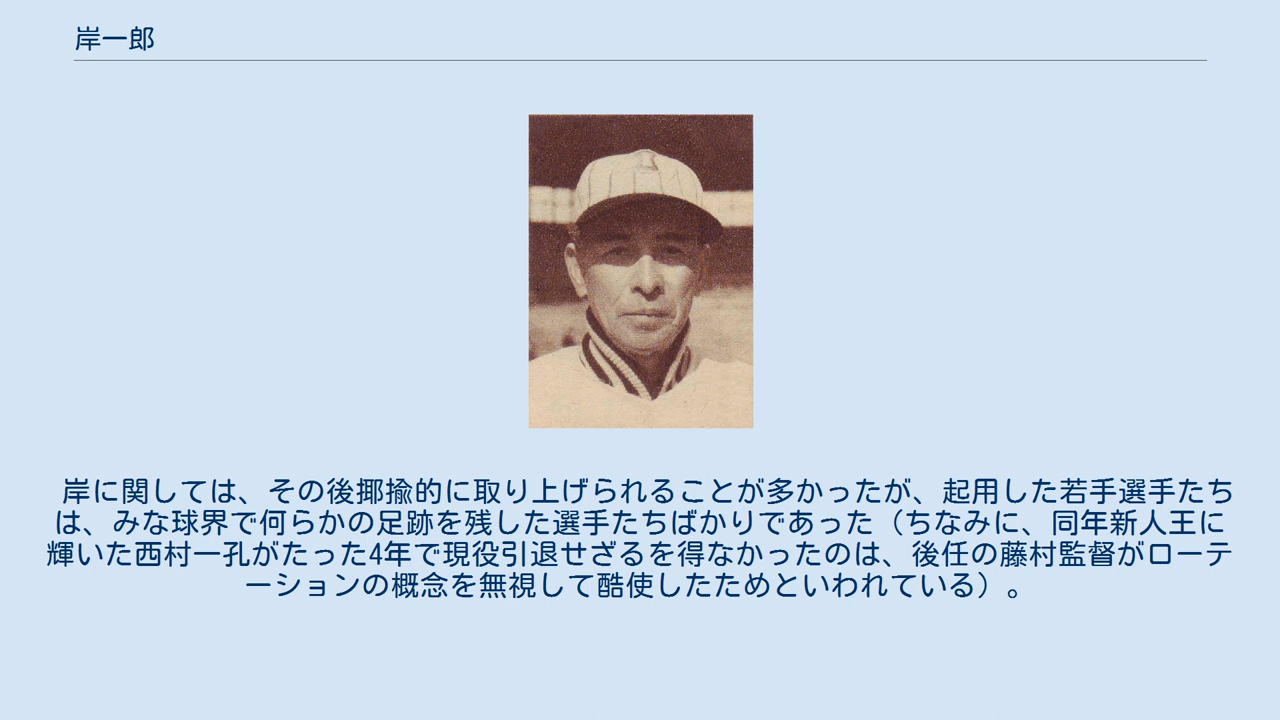 岸一郎
岸に関しては、その後揶揄的に取り上げられることが多かったが、起用した若手選手たち
は、みな球界で何らかの足跡を残した選手たちばかりであった（ちなみに、同年新人王に
輝いた西村一孔がたった4年で現役引退せざるを得なかったのは、後任の藤村監督がローテ
ーションの概念を無視して酷使したためといわれている）。